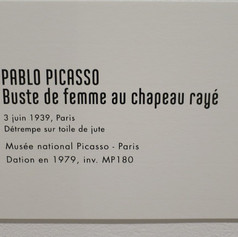 PABLO PICASSO
Buste de femme au chapeau rayé
3 juin 1939, Paris
Détrempe sur toile de jute
Musée national Picasso - Paris
Dation en 1979, inv. MP180